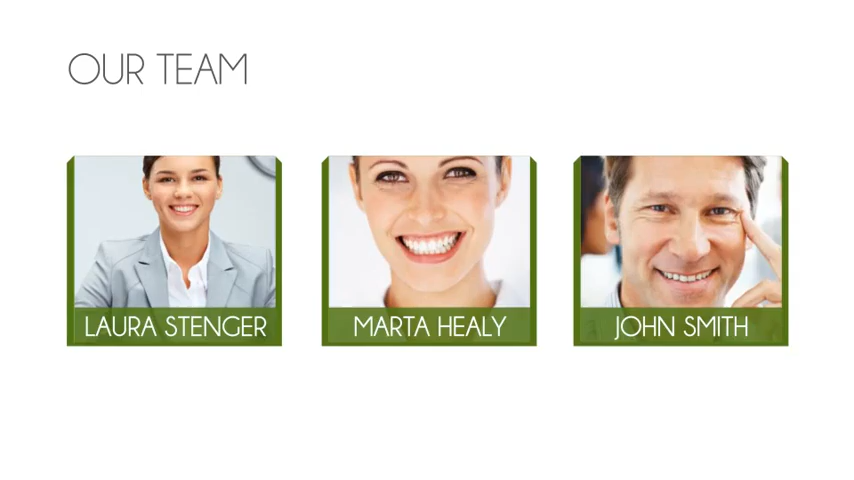 OUR TEAM
LAURA STENGER
MARTA HEALY
JOHN SMITH